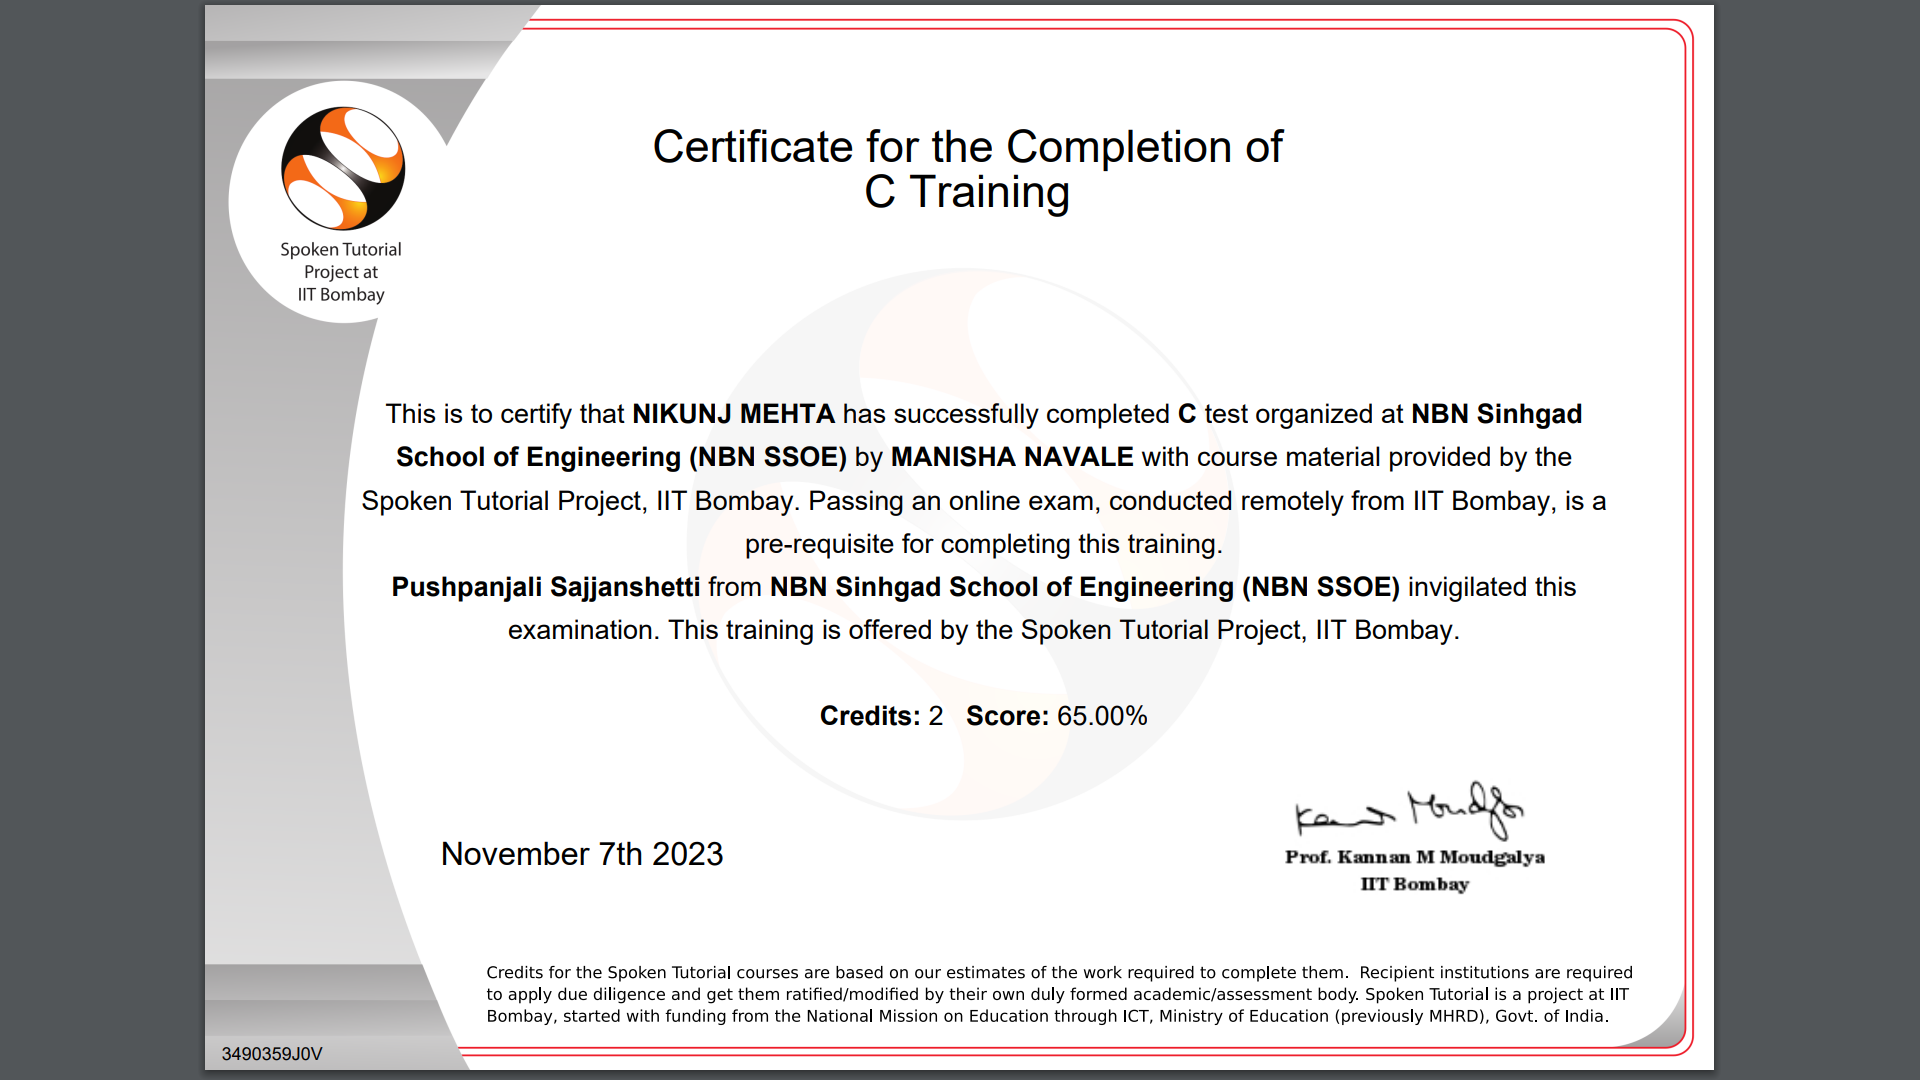 Spoken Tutorial
Project at
IIT Bombay
Certificate for the Completion of
C Training
This is to certify that NIKUNJ MEHTA has successfully completed C test organized at NBN Sinhgad
School of Engineering (NBN SSOE) by MANISHA NAVALE with course material provided by the
Spoken Tutorial Project, IIT Bombay. Passing an online exam, conducted remotely from IIT Bombay, is a
pre-requisite for completing this training.
Pushpanjali Sajjanshetti from NBN Sinhgad School of Engineering (NBN SSOE) invigilated this
examination. This training is offered by the Spoken Tutorial Project, IIT Bombay.
Credits: 2 Score: 65.00%
November 7th 2023
Prof. Kannan M Moudgalya
IIT Bombay
Credits for the Spoken Tutorial courses are based on our estimates of the work required to complete them. Recipient institutions are required
to apply due diligence and get them ratified/modified by their own duly formed academic/assessment body. Spoken Tutorial is a project at IIT
Bombay, started with funding from the National Mission on Education through ICT, Ministry of Education (previously MHRD), Govt. of India.
3490359J0V